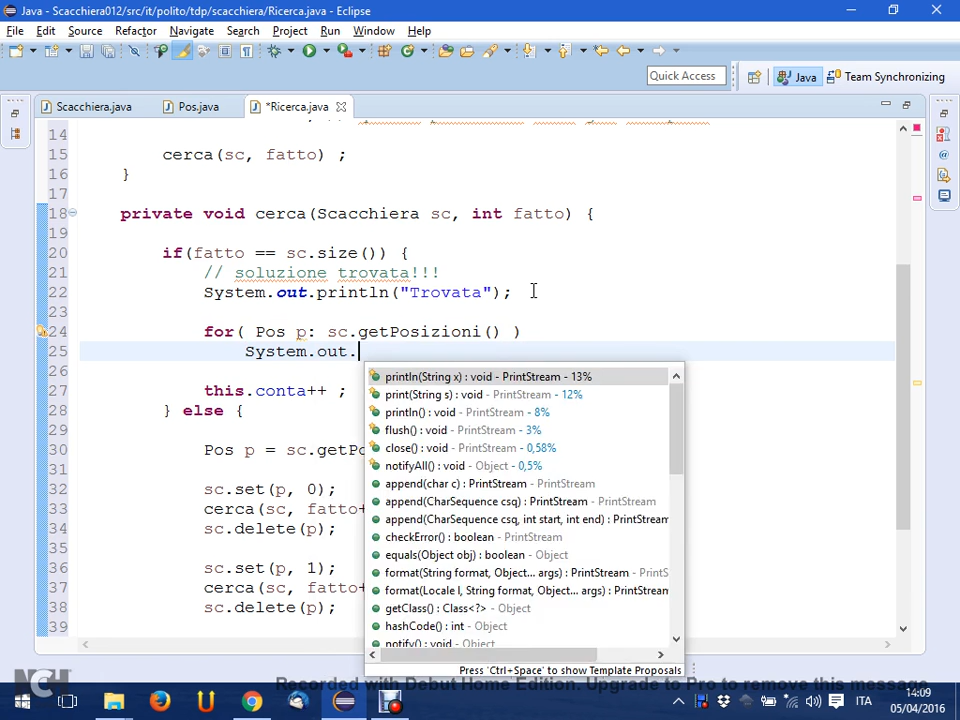 Java - Scacchiera012/src/it/polito/tdp/scacchiera/Ricerca.java - Eclipse
File Edit Source Refactor Navigate Search Project Run Window Help
Quick Access
Java
Team Synchronizing
Scacchiera.java
Pos.java
*Ricerca.java
14
15 cerca(sc, fatto) ;
16 }
17
18 private void cerca(Scacchiera sc, int fatto) {
19
20 if(fatto == sc.size()) {
21 // soluzione trovata!!!
22 System.out.println("Trovata");
23
24 for( Pos p: sc.getPosizioni() )
25 System.out.
26
27 this.conta++ ;
28 } else {
29
30 Pos p = sc.getPo
31
32 sc.set(p, 0);
33 cerca(sc, fatto+
34 sc.delete(p);
35
36 sc.set(p, 1);
37 cerca(sc, fatto+
38 sc.delete(p);
39
println(String x) : void - PrintStream - 13%
print(String s) : void - PrintStream - 12%
println() : void - PrintStream - 8%
flush() : void - PrintStream - 3%
close() : void - PrintStream - 0,58%
notifyAll() : void - Object - 0,5%
append(char c) : PrintStream - PrintStream
append(CharSequence csq) : PrintStream - PrintStream
append(CharSequence csq, int start, int end) : PrintStream
checkError() : boolean - PrintStream
equals(Object obj) : boolean - Object
format(String format, Object... args) : PrintStream - PrintS
format(Locale l, String format, Object... args) : PrintStream
getClass() : Class<?> - Object
hashCode() : int - Object
notify() : void - Object
Press 'Ctrl+Space' to show Template Proposals
NCH
Recorded with Debut Home Edition. Upgrade to Pro to remove this message
ITA
14:09
05/04/2016